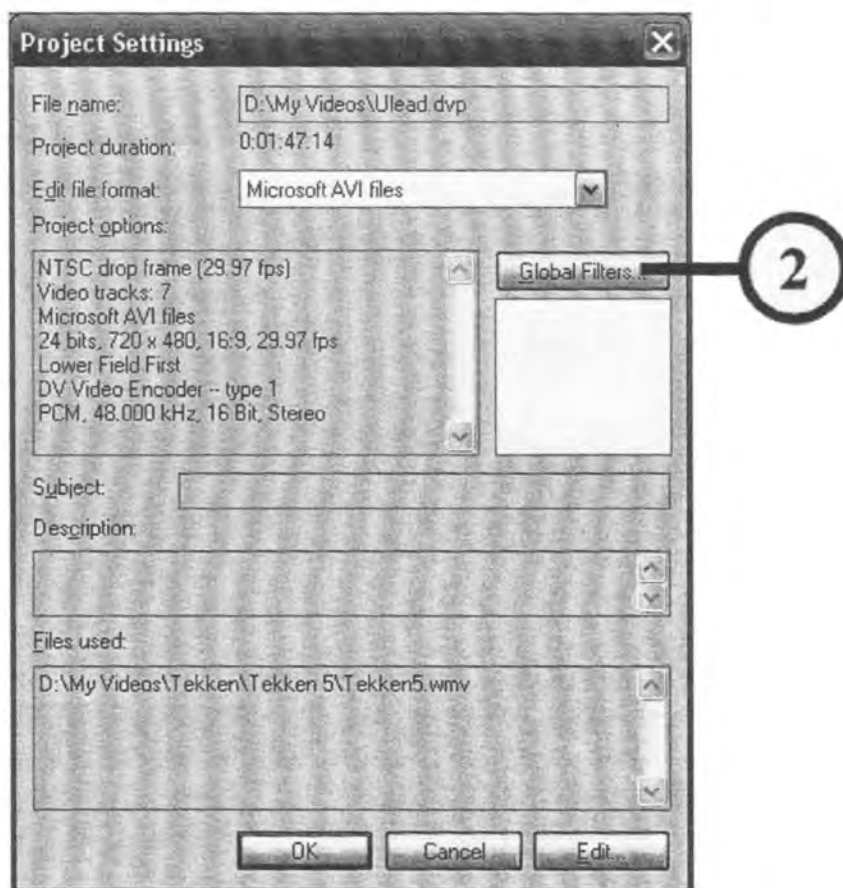 Project Settings
File name: D:\My Videos\Ulead.dvp
Project duration: 0:01:47.14
Edit file format: Microsoft AVI files
Project options:
NTSC drop frame (29.97 fps)
Global Filters...
2
Video tracks: 7
Microsoft AVI files
24 bits, 720 x 480, 16:9, 29.97 fps
Lower Field First
DV Video Encoder -- type 1
PCM, 48.000 kHz, 16 Bit, Stereo
Subject:
Description:
Files used:
D:\My Videos\Tekken\Tekken 5\Tekken5.wmv
OK Cancel Edit...